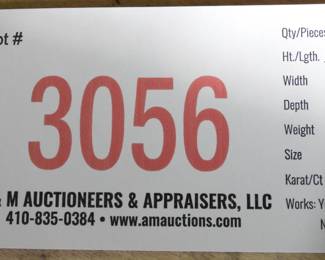 ot #
3056
& M AUCTIONEERS & APPRAISERS, LLC
410-835-0384 • www.amauctions.com
Qty/Pieces
Ht./Lgth.
Width
Depth
Weight
Size
Karat/Ct
Works: Y
N